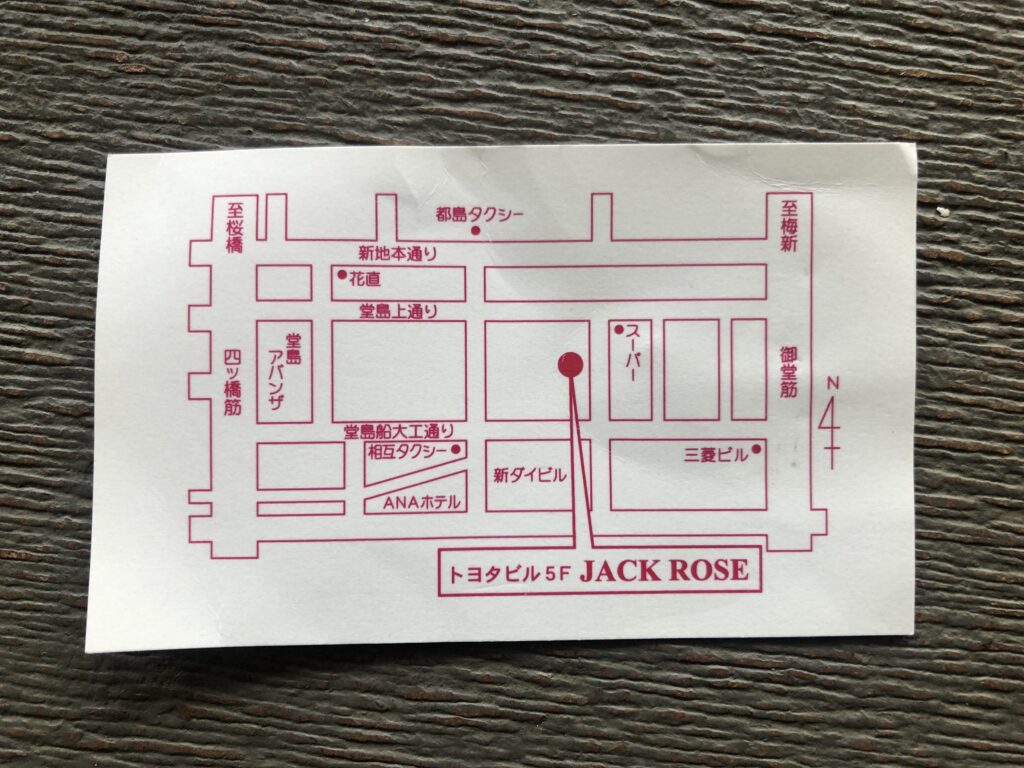 至桜橋
都島タクシー
至梅新
新地本通り
花直
堂島上通り
堂島
アバンザ
スーパー
四ッ橋筋
御堂筋
N
堂島船大工通り
相互タクシー
三菱ビル
新ダイビル
ANAホテル
トヨタビル5F JACK ROSE